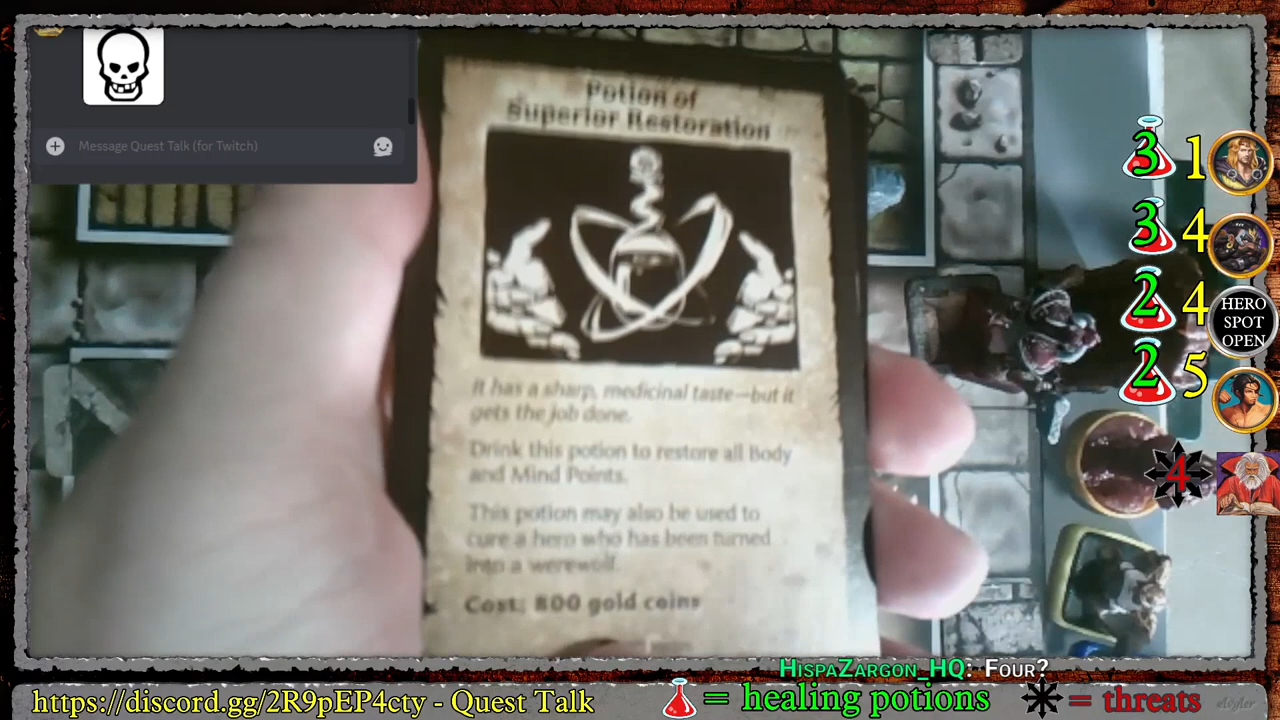 Message Quest Talk (for Twitch)
Potion of
Superior Restoration
It has a sharp, medicinal taste—but it
gets the job done.
Drink this potion to restore all Body
and Mind Points.
This potion may also be used to
cure a hero who has been turned
into a werewolf.
Cost: 800 gold coins
3 1
3 4
2 4
HERO
SPOT
OPEN
2 5
4
HispaZargon_HQ: Four?
https://discord.gg/2R9pEP4cty - Quest Talk
= healing potions
= threats